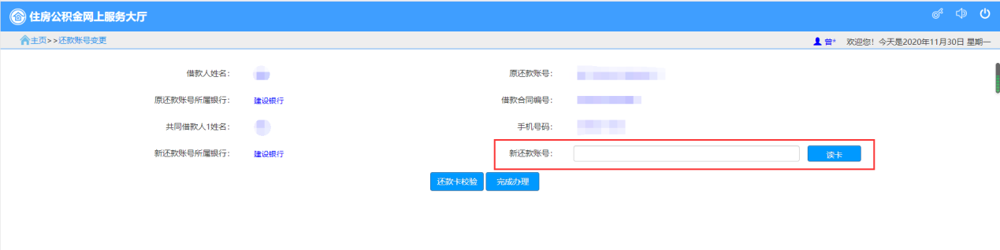 住房公积金网上服务大厅
主页>>还款账号变更
曾* 欢迎您！今天是2020年11月30日 星期一
借款人姓名： 原还款账号：
原还款账号所属银行： 建设银行 借款合同编号：
共同借款人1姓名： 手机号码：
新还款账号所属银行： 建设银行 新还款账号： 读卡
还款卡校验 完成办理